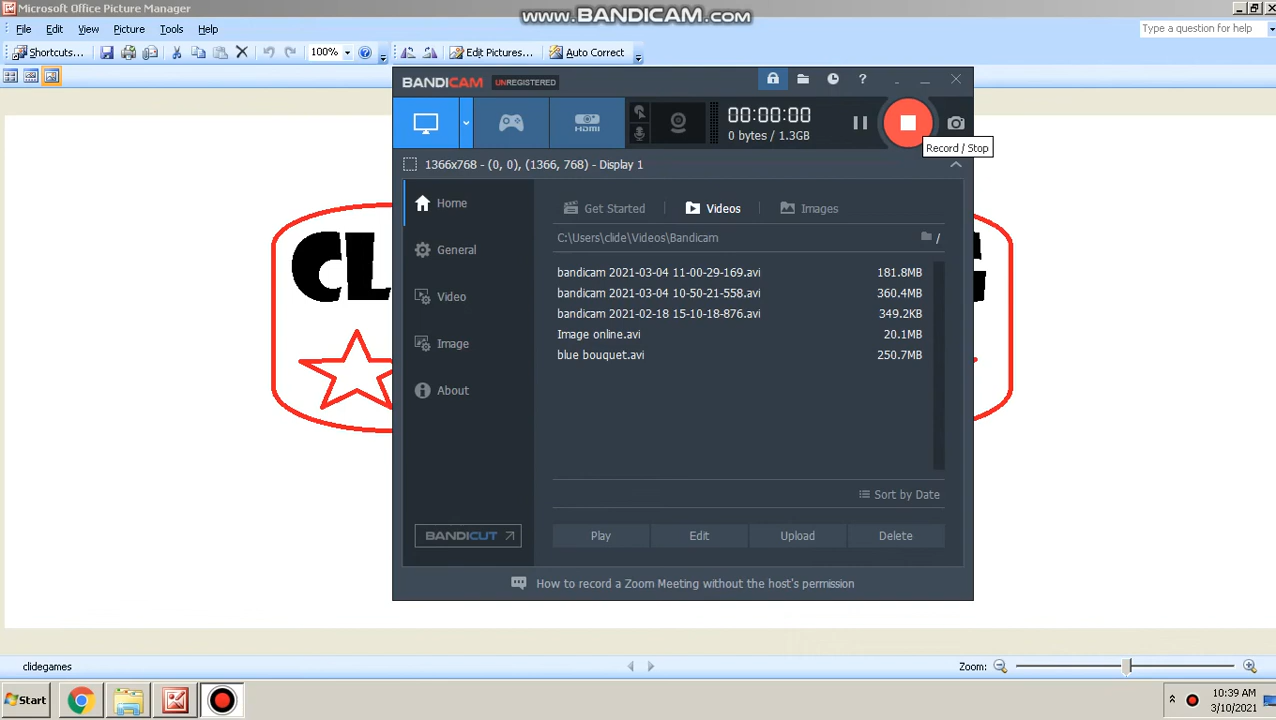 Microsoft Office Picture Manager
www.BANDICAM.com
File Edit View Picture Tools Help
Type a question for help
Shortcuts... 100% Edit Pictures... Auto Correct
BANDICAM UNREGISTERED
HDMI
00:00:00
0 bytes / 1.3GB
Record / Stop
1366x768 - (0, 0), (1366, 768) - Display 1
Home
General
Video
Image
About
Get Started Videos Images
C:\Users\clide\Videos\Bandicam /
bandicam 2021-03-04 11-00-29-169.avi 181.8MB
bandicam 2021-03-04 10-50-21-558.avi 360.4MB
bandicam 2021-02-18 15-10-18-876.avi 349.2KB
Image online.avi 20.1MB
blue bouquet.avi 250.7MB
CL
Sort by Date
BANDICUT
Play Edit Upload Delete
How to record a Zoom Meeting without the host's permission
clidegames
Zoom:
Start
10:39 AM
3/10/2021